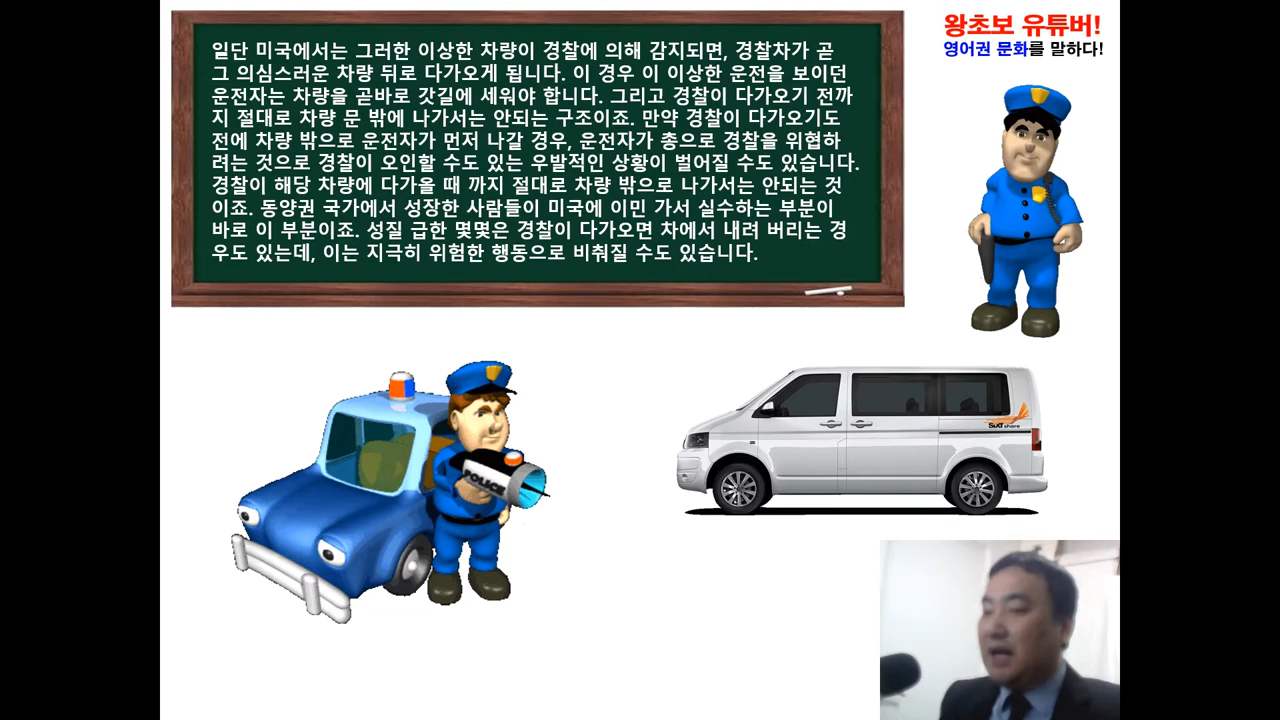 왕초보 유튜버!
영어권 문화를 말하다!
일단 미국에서는 그러한 이상한 차량이 경찰에 의해 감지되면, 경찰차가 곧
그 의심스러운 차량 뒤로 다가오게 됩니다. 이 경우 이 이상한 운전을 보이던
운전자는 차량을 곧바로 갓길에 세워야 합니다. 그리고 경찰이 다가오기 전까
지 절대로 차량 문 밖에 나가서는 안되는 구조이죠. 만약 경찰이 다가오기도
전에 차량 밖으로 운전자가 먼저 나갈 경우, 운전자가 총으로 경찰을 위협하
려는 것으로 경찰이 오인할 수도 있는 우발적인 상황이 벌어질 수도 있습니다.
경찰이 해당 차량에 다가올 때 까지 절대로 차량 밖으로 나가서는 안되는 것
이죠. 동양권 국가에서 성장한 사람들이 미국에 이민 가서 실수하는 부분이
바로 이 부분이죠. 성질 급한 몇몇은 경찰이 다가오면 차에서 내려 버리는 경
우도 있는데, 이는 지극히 위험한 행동으로 비춰질 수도 있습니다.
POLICE
SIXT share